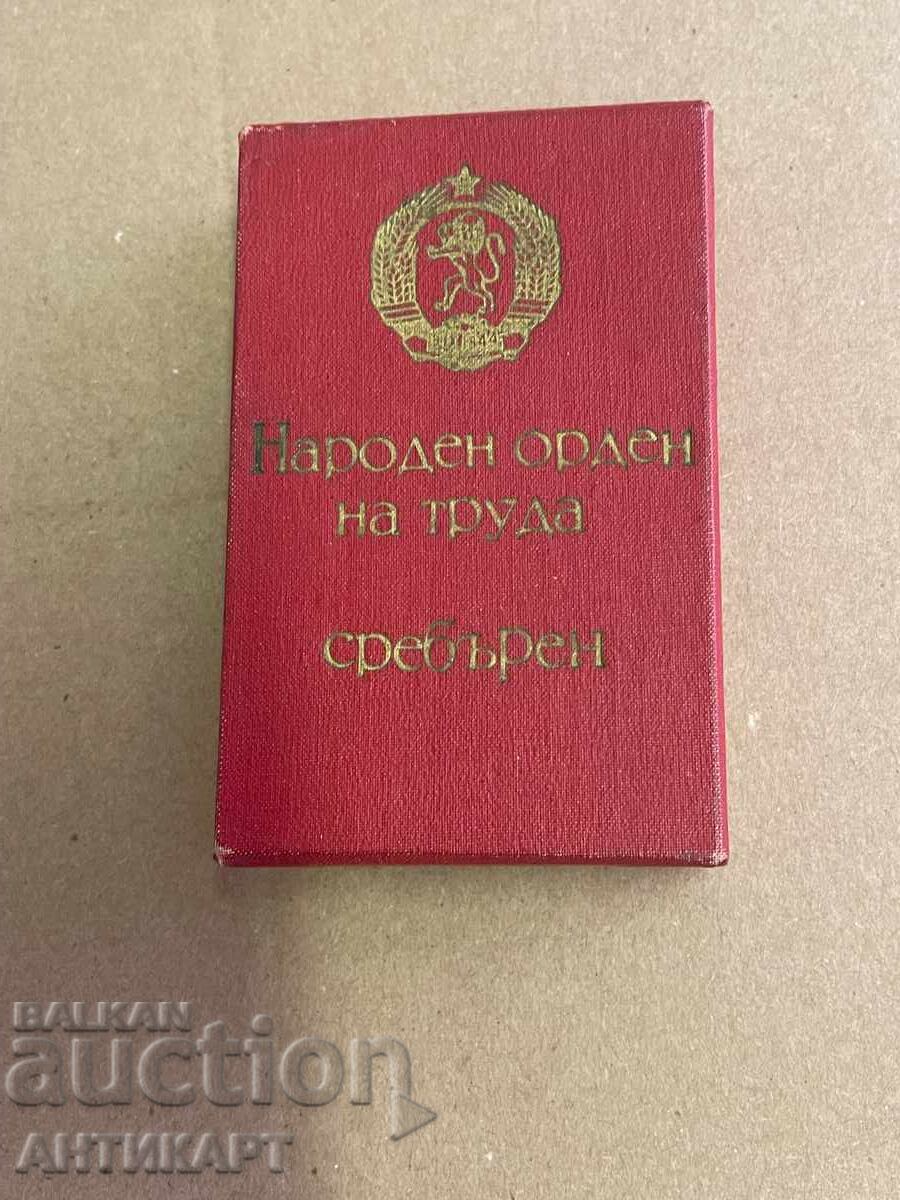 Народен орден
на труда
сребърен
BALKAN
auction
АНТИКАРТ